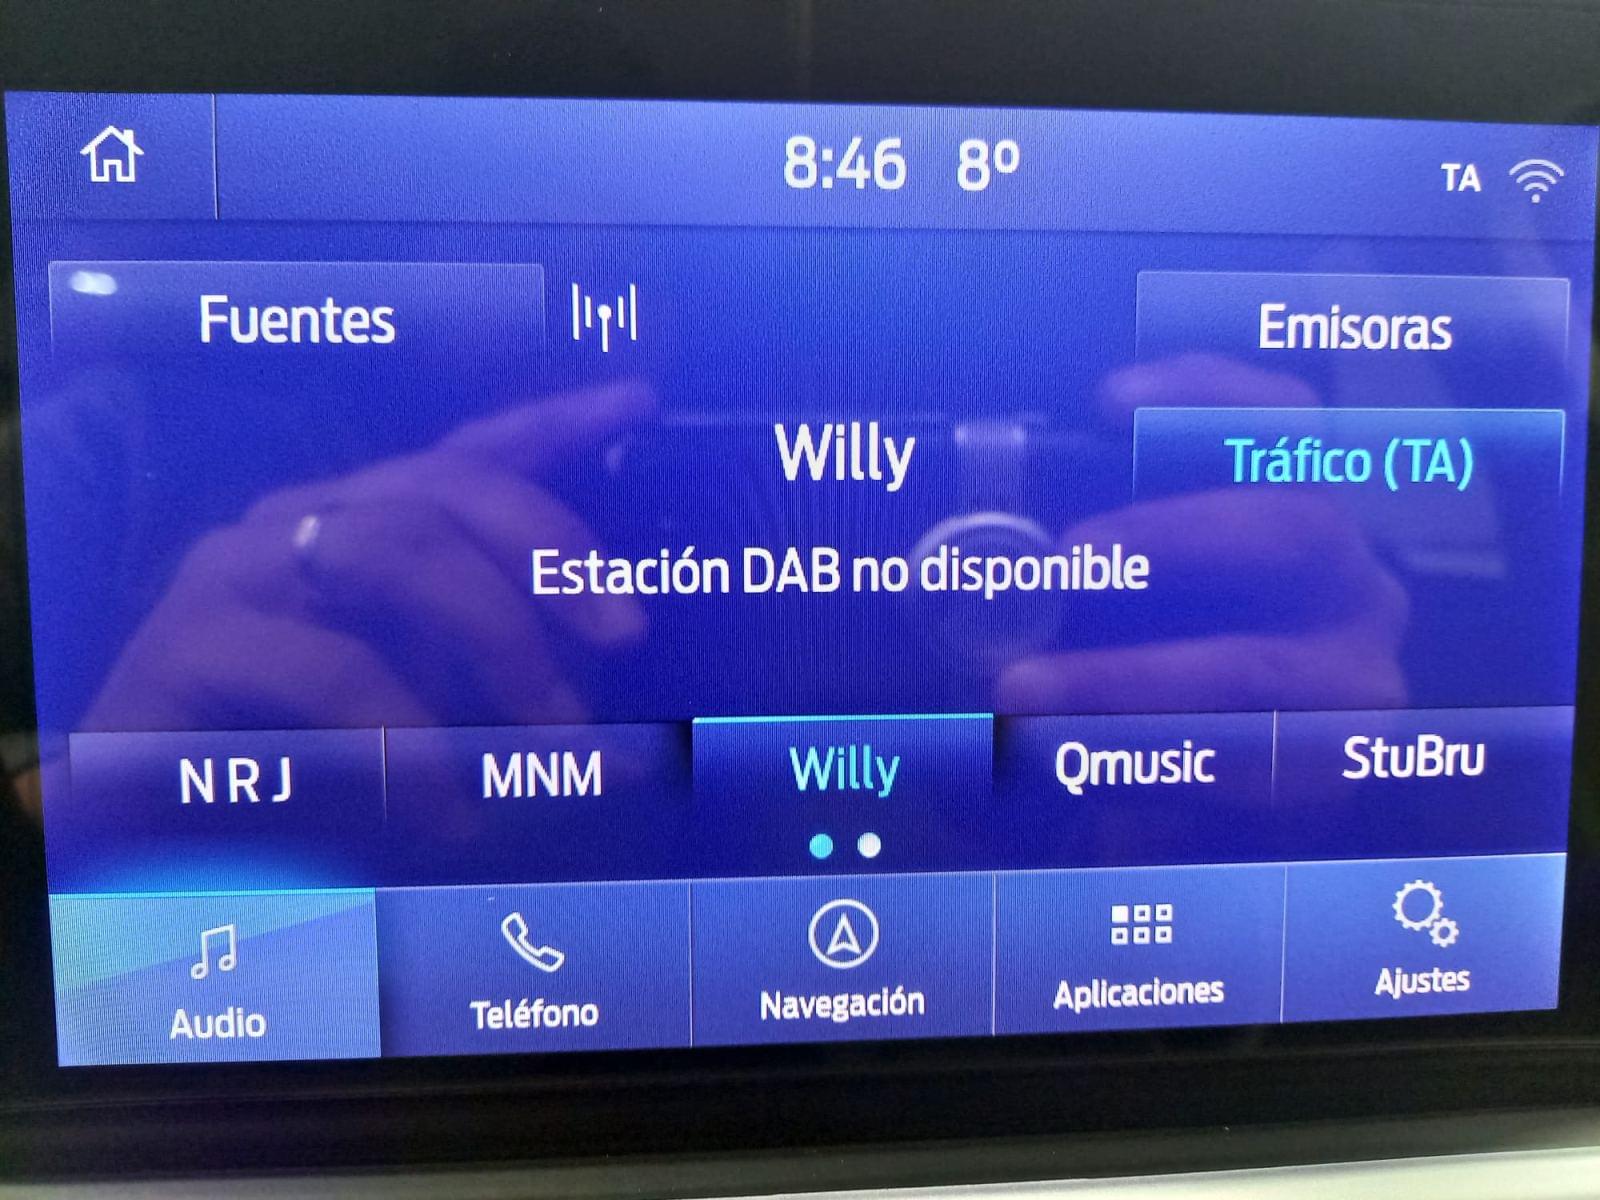 8:46 8º TA
Fuentes
Emisoras
Willy
Tráfico (TA)
Estación DAB no disponible
NRJ MNM Willy Qmusic StuBru
Audio Teléfono Navegación Aplicaciones Ajustes